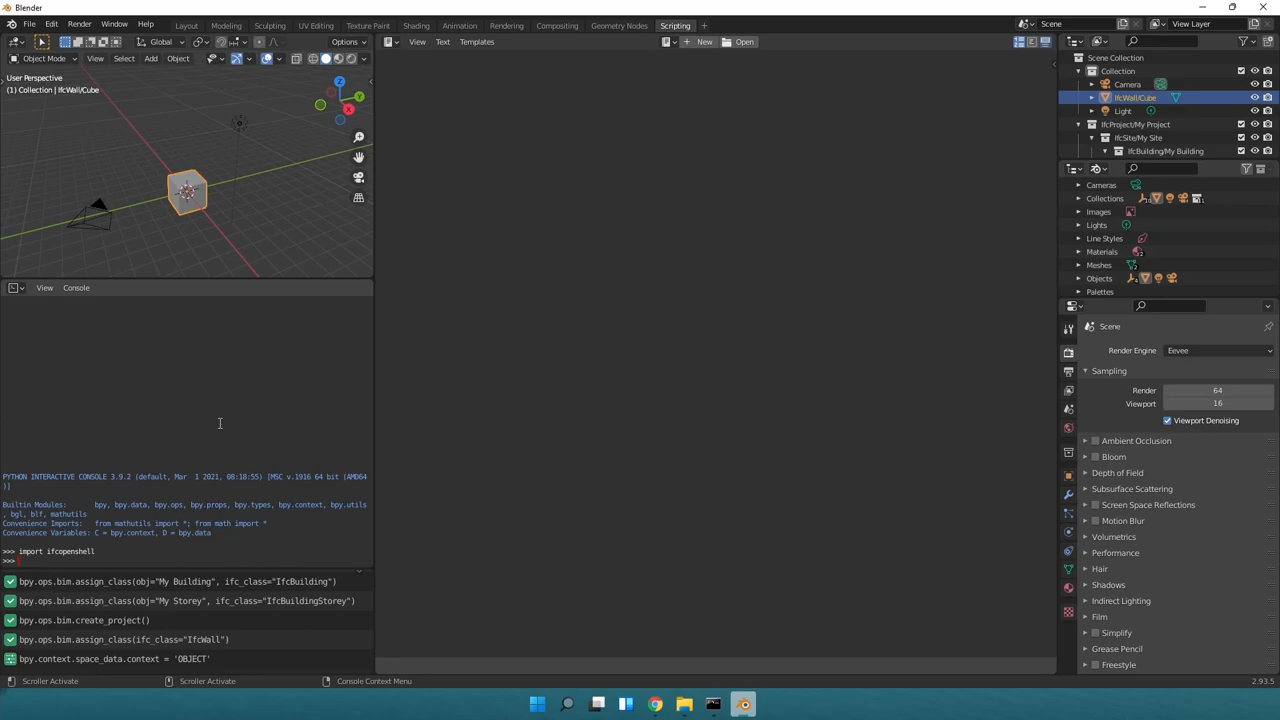 Blender
File Edit Render Window Help
Layout Modeling Sculpting UV Editing Texture Paint Shading Animation Rendering Compositing Geometry Nodes Scripting
Scene
View Layer
Global
Options
View Text Templates
New
Open
Object Mode View Select Add Object
User Perspective
(1) Collection | IfcWall/Cube
Z
Y
X
Scene Collection
Collection
Camera
IfcWall/Cube
Light
IfcProject/My Project
IfcSite/My Site
IfcBuilding/My Building
Cameras
Collections
Images
Lights
Line Styles
Materials
Meshes
Objects
Palettes
View Console
PYTHON INTERACTIVE CONSOLE 3.9.2 (default, Mar  1 2021, 08:18:55) [MSC v.1916 64 bit (AMD64
)]
Builtin Modules:      bpy, bpy.data, bpy.ops, bpy.props, bpy.types, bpy.context, bpy.utils
, bgl, blf, mathutils
Convenience Imports:   from mathutils import *; from math import *
Convenience Variables: C = bpy.context, D = bpy.data
>>> import ifcopenshell
>>>
bpy.ops.bim.assign_class(obj="My Building", ifc_class="IfcBuilding")
bpy.ops.bim.assign_class(obj="My Storey", ifc_class="IfcBuildingStorey")
bpy.ops.bim.create_project()
bpy.ops.bim.assign_class(ifc_class="IfcWall")
bpy.context.space_data.context = 'OBJECT'
Scene
Render Engine Eevee
Sampling
Render 64
Viewport 16
Viewport Denoising
Ambient Occlusion
Bloom
Depth of Field
Subsurface Scattering
Screen Space Reflections
Motion Blur
Volumetrics
Performance
Hair
Shadows
Indirect Lighting
Film
Simplify
Grease Pencil
Freestyle
Scroller Activate
Scroller Activate
Console Context Menu
2.93.5